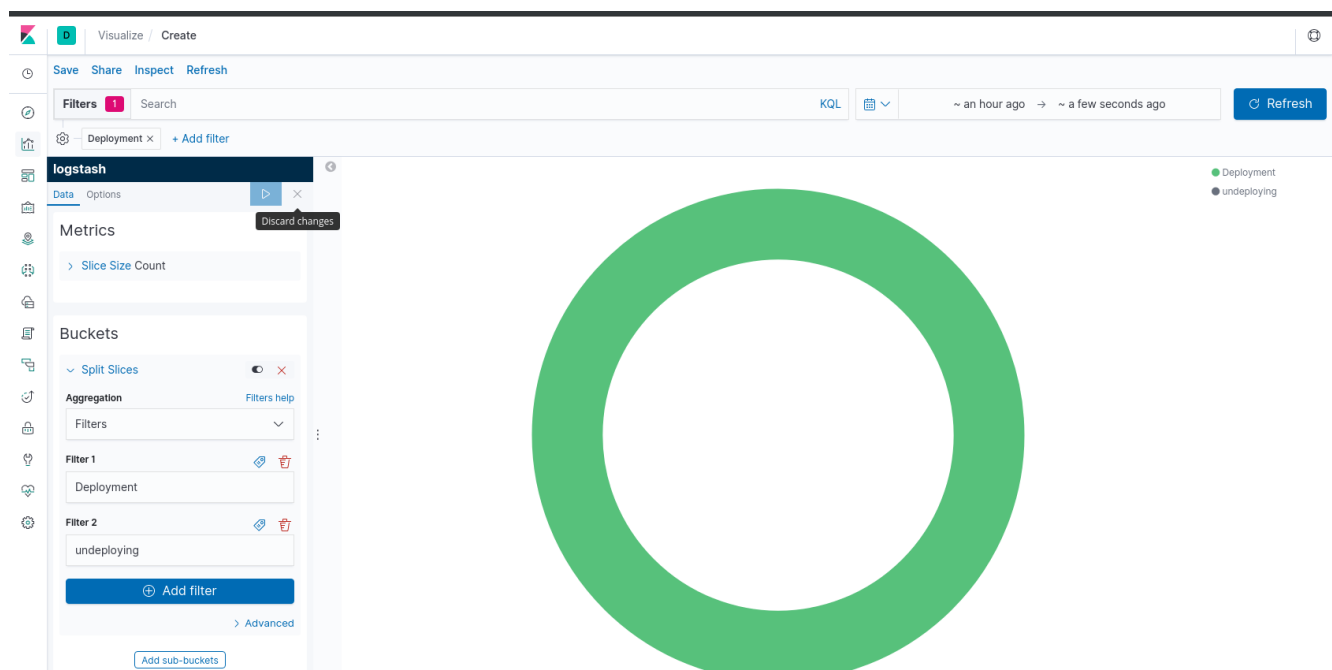 D Visualize / Create
Save Share Inspect Refresh
Filters 1 Search KQL ~ an hour ago → ~ a few seconds ago Refresh
Deployment × + Add filter
logstash
Data Options
Discard changes
Metrics
Slice Size Count
Buckets
Split Slices
Aggregation Filters help
Filters
Filter 1
Deployment
Filter 2
undeploying
Add filter
Advanced
Add sub-buckets
Deployment
undeploying